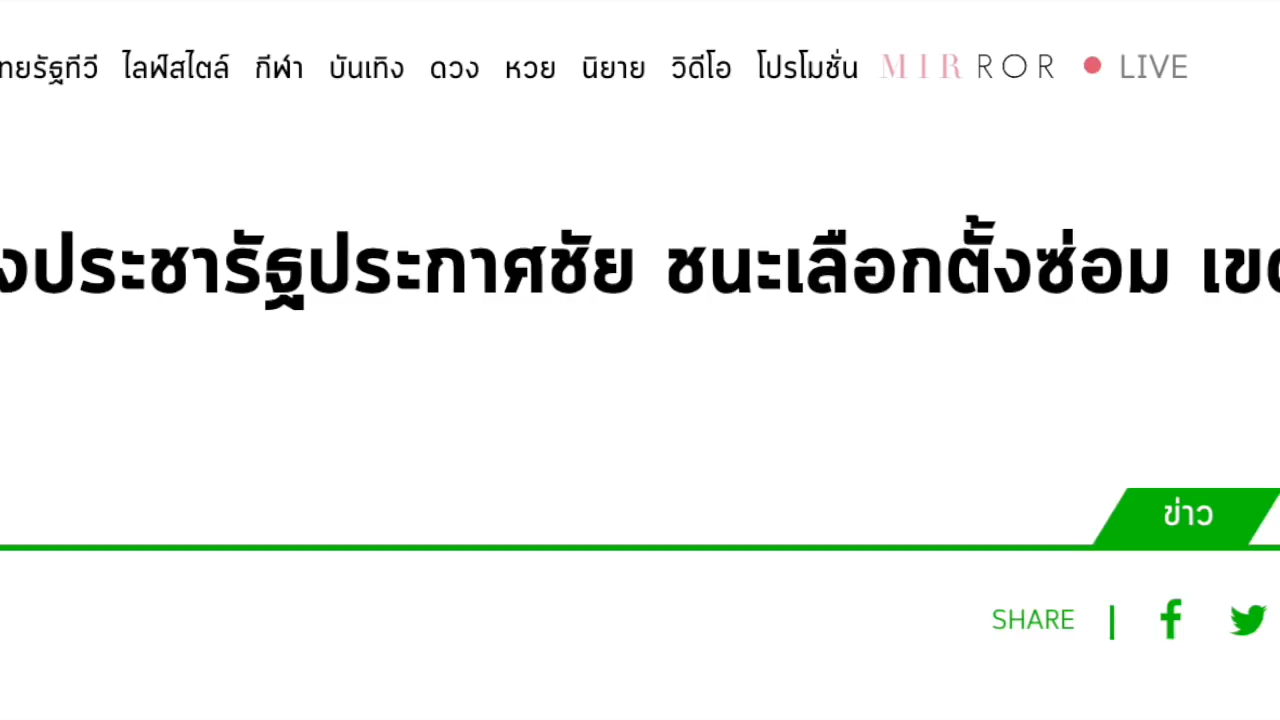 ทยรัฐทีวี ไลฟ์สไตล์ กีฬา บันเทิง ดวง หวย นิยาย วิดีโอ โปรโมชั่น MIRROR LIVE
งประชารัฐประกาศชัย ชนะเลือกตั้งซ่อม เข
ข่าว
SHARE